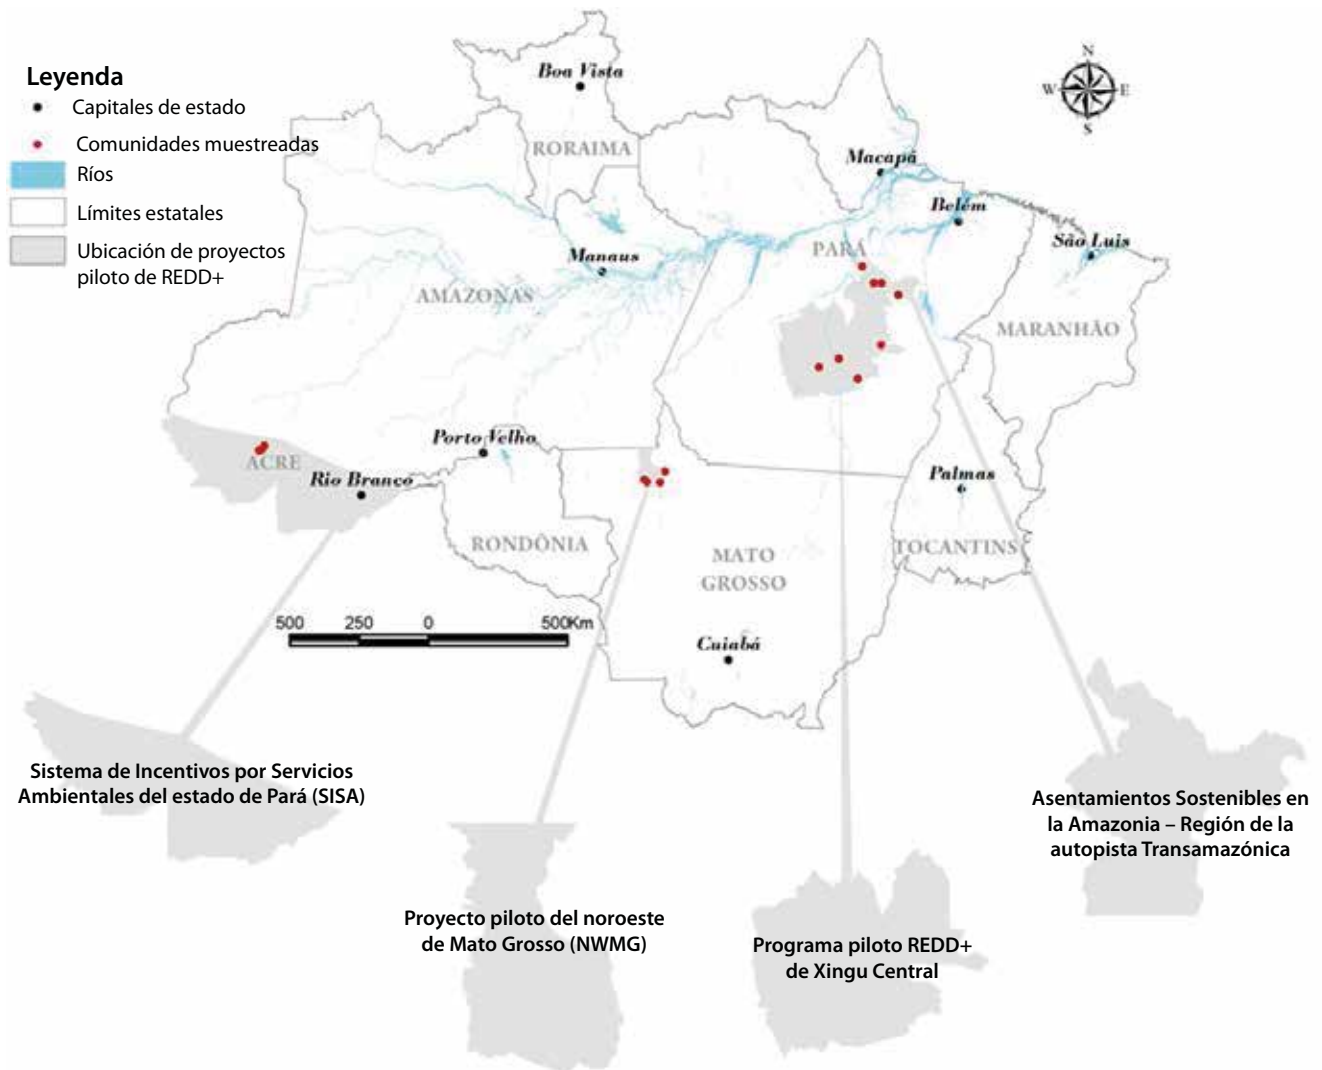 Leyenda
Capitales de estado
Comunidades muestreadas
Ríos
Límites estatales
Ubicación de proyectos
piloto de REDD+
N
W
E
S
Boa Vista
RORAIMA
Macapá
Belém
São Luis
Manaus
PARÁ
AMAZONAS
MARANHÃO
Porto Velho
ACRE
Rio Branco
Palmas
RONDÔNIA
MATO
GROSSO
TOCANTINS
500 250 0 500Km
Cuiabá
Sistema de Incentivos por Servicios
Ambientales del estado de Pará (SISA)
Proyecto piloto del noroeste
de Mato Grosso (NWMG)
Programa piloto REDD+
de Xingu Central
Asentamientos Sostenibles en
la Amazonia – Región de la
autopista Transamazónica